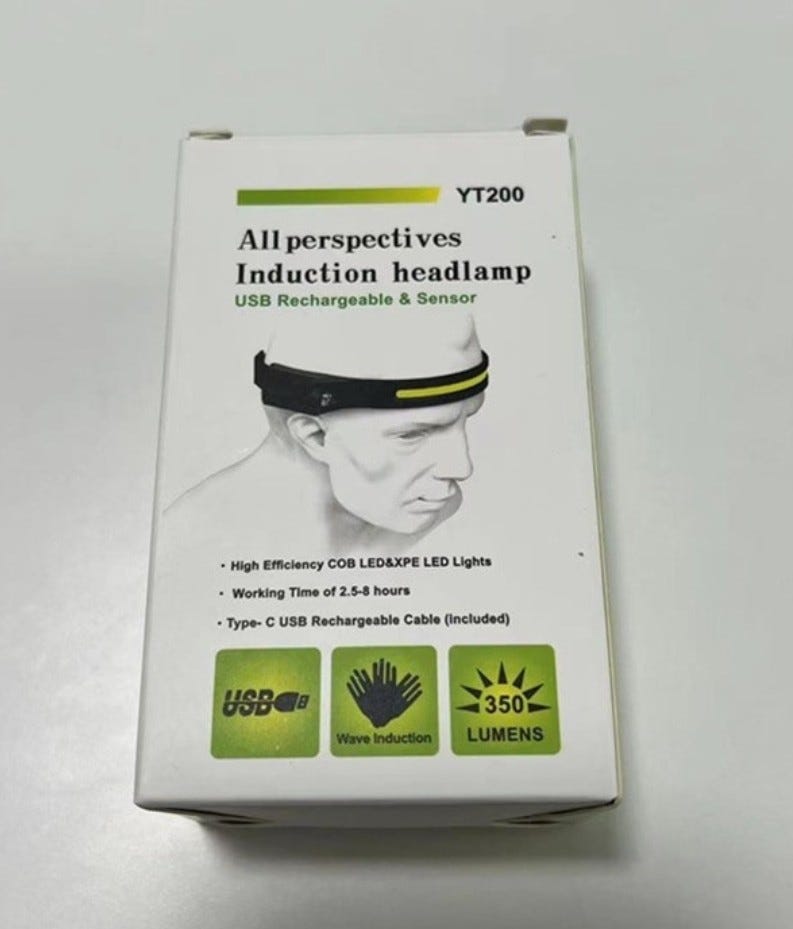 YT200
All perspectives
Induction headlamp
USB Rechargeable & Sensor
· High Efficiency COB LED&XPE LED Lights
· Working Time of 2.5-8 hours
· Type- C USB Rechargeable Cable (included)
USB
Wave Induction
350
LUMENS